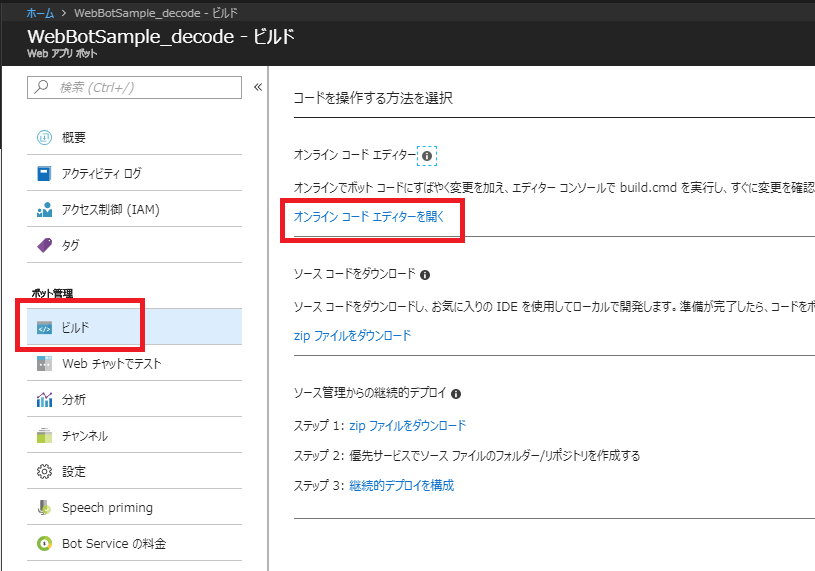 ホーム > WebBotSample_decode - ビルド
WebBotSample_decode - ビルド
Web アプリ ボット
検索 (Ctrl+/)
概要
アクティビティ ログ
アクセス制御 (IAM)
タグ
ボット管理
ビルド
Web チャットでテスト
分析
チャンネル
設定
Speech priming
Bot Service の料金
コードを操作する方法を選択
オンライン コード エディター
オンラインでボット コードにすばやく変更を加え、エディター コンソールで build.cmd を実行し、すぐに変更を確認
オンライン コード エディターを開く
ソース コードをダウンロード
ソース コードをダウンロードし、お気に入りの IDE を使用してローカルで開発します。準備が完了したら、コードをボ
zip ファイルをダウンロード
ソース管理からの継続的デプロイ
ステップ 1: zip ファイルをダウンロード
ステップ 2: 優先サービスでソース ファイルのフォルダー/リポジトリを作成する
ステップ 3: 継続的デプロイを構成